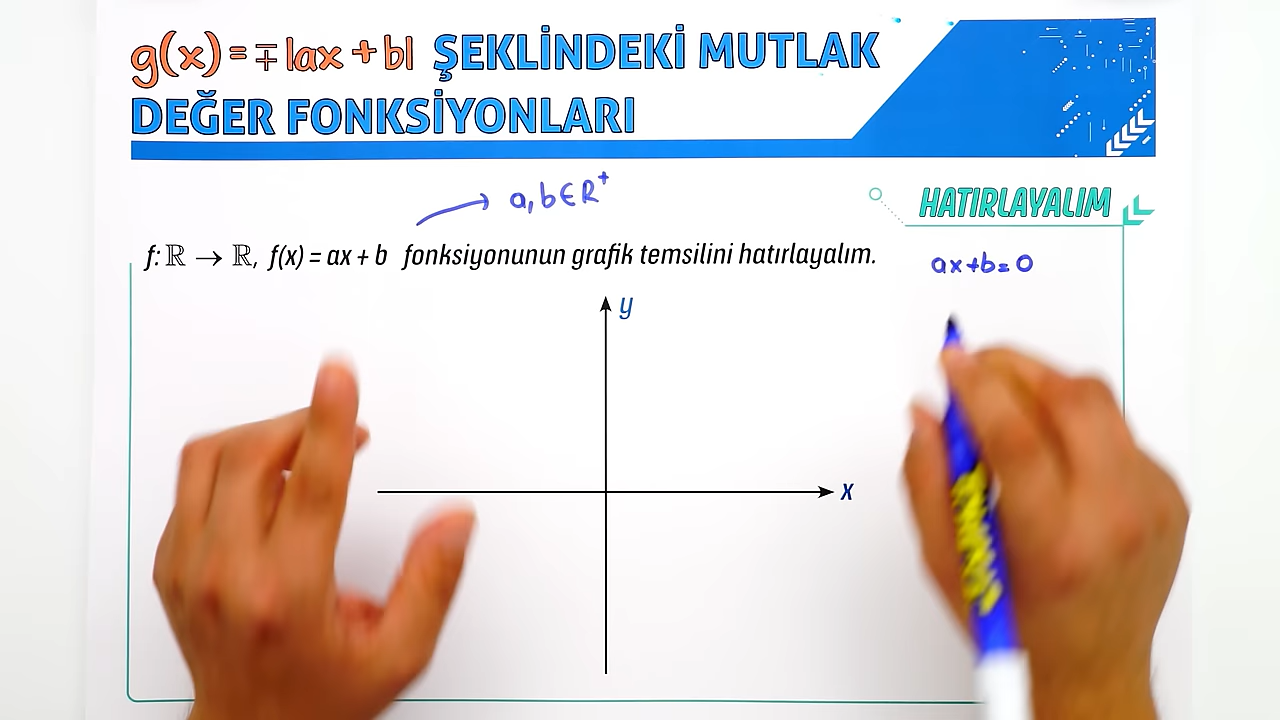 g(x) = ∓ |ax + b| ŞEKLİNDEKİ MUTLAK
DEĞER FONKSİYONLARI
a, b ∈ R⁺
HATIRLAYALIM
f: ℝ → ℝ, f(x) = ax + b fonksiyonunun grafik temsilini hatırlayalım.
ax+b=0
y
x